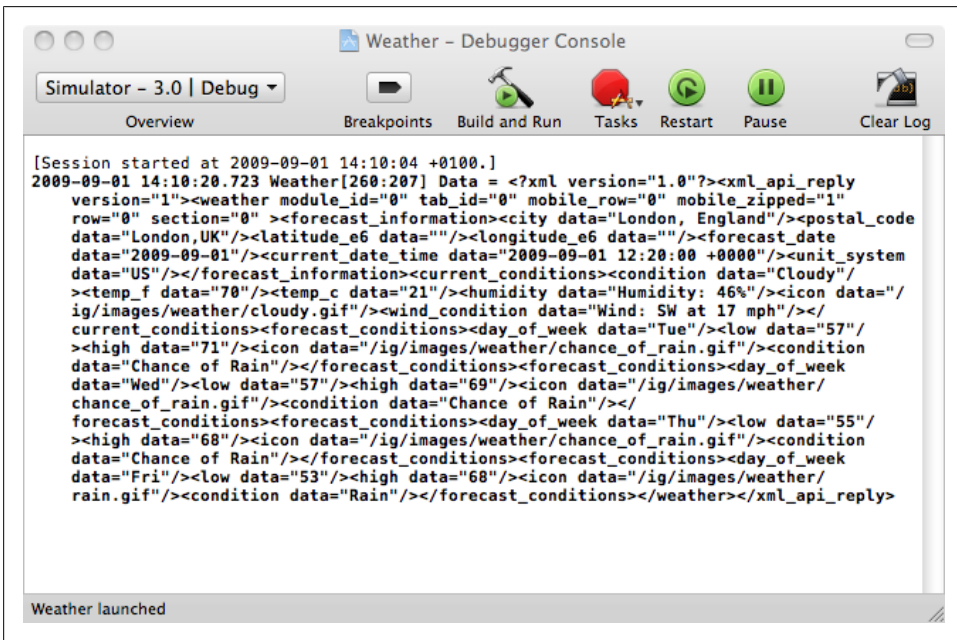 Weather – Debugger Console
Simulator – 3.0 | Debug
Overview
Breakpoints
Build and Run
Tasks
Restart
Pause
Clear Log
[Session started at 2009-09-01 14:10:04 +0100.]
2009-09-01 14:10:20.723 Weather[260:207] Data = <?xml version="1.0"?><xml_api_reply
version="1"><weather module_id="0" tab_id="0" mobile_row="0" mobile_zipped="1"
row="0" section="0" ><forecast_information><city data="London, England"/><postal_code
data="London,UK"/><latitude_e6 data=""/><longitude_e6 data=""/><forecast_date
data="2009-09-01"/><current_date_time data="2009-09-01 12:20:00 +0000"/><unit_system
data="US"/></forecast_information><current_conditions><condition data="Cloudy"/
><temp_f data="70"/><temp_c data="21"/><humidity data="Humidity: 46%"/><icon data="/
ig/images/weather/cloudy.gif"/><wind_condition data="Wind: SW at 17 mph"/></
current_conditions><forecast_conditions><day_of_week data="Tue"/><low data="57"/
><high data="71"/><icon data="/ig/images/weather/chance_of_rain.gif"/><condition
data="Chance of Rain"/></forecast_conditions><forecast_conditions><day_of_week
data="Wed"/><low data="57"/><high data="69"/><icon data="/ig/images/weather/
chance_of_rain.gif"/><condition data="Chance of Rain"/></
forecast_conditions><forecast_conditions><day_of_week data="Thu"/><low data="55"/
><high data="68"/><icon data="/ig/images/weather/chance_of_rain.gif"/><condition
data="Chance of Rain"/></forecast_conditions><forecast_conditions><day_of_week
data="Fri"/><low data="53"/><high data="68"/><icon data="/ig/images/weather/
rain.gif"/><condition data="Rain"/></forecast_conditions></weather></xml_api_reply>
Weather launched